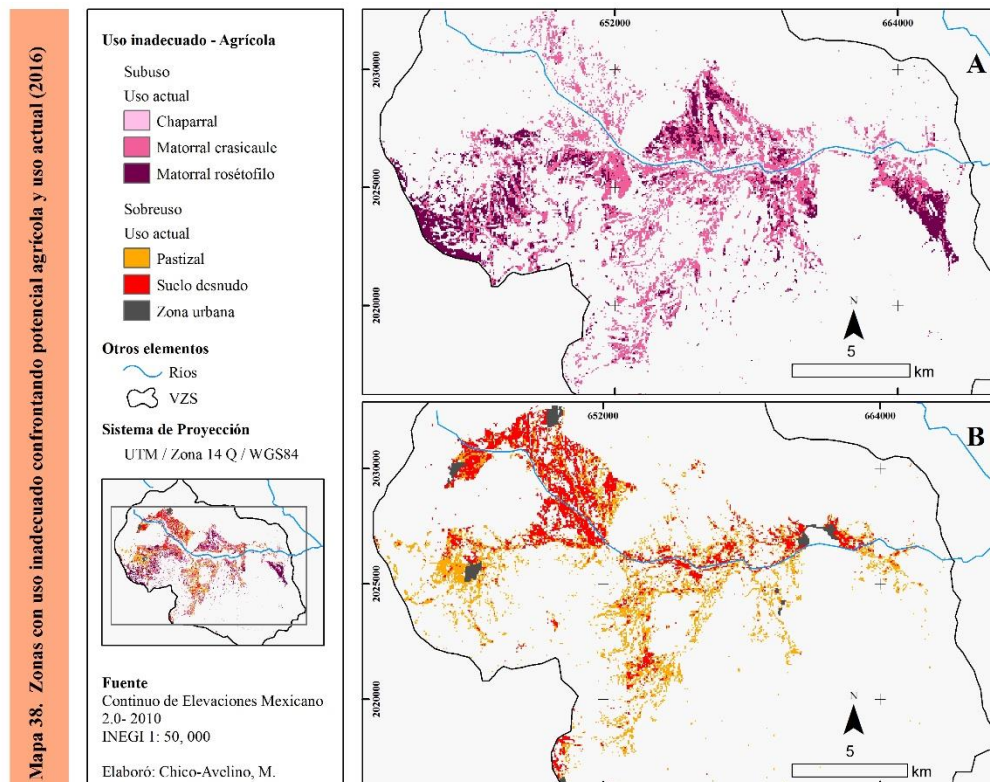 Mapa 38. Zonas con uso inadecuado confrontando potencial agrícola y uso actual (2016)
Uso inadecuado - Agrícola
Subuso
Uso actual
Chaparral
Matorral crasicaule
Matorral rosétofilo
Sobreuso
Uso actual
Pastizal
Suelo desnudo
Zona urbana
Otros elementos
Rios
VZS
Sistema de Proyección
UTM / Zona 14 Q / WGS84
Fuente
Continuo de Elevaciones Mexicano
2.0- 2010
INEGI 1: 50, 000
Elaboró: Chico-Avelino, M.
652000
664000
A
2030000
2025000
2020000
N
5
km
652000
664000
B
2030000
2025000
2020000
N
5
km